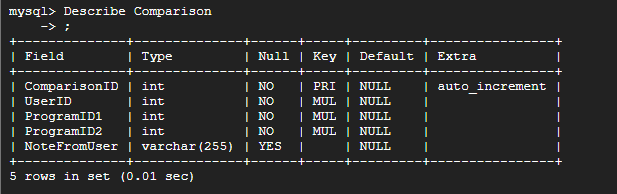 mysql> Describe Comparison
    -> ;
+--------------+--------------+------+-----+---------+----------------+
| Field        | Type         | Null | Key | Default | Extra          |
+--------------+--------------+------+-----+---------+----------------+
| ComparisonID | int          | NO   | PRI | NULL    | auto_increment |
| UserID       | int          | NO   | MUL | NULL    |                |
| ProgramID1   | int          | NO   | MUL | NULL    |                |
| ProgramID2   | int          | NO   | MUL | NULL    |                |
| NoteFromUser | varchar(255) | YES  |     | NULL    |                |
+--------------+--------------+------+-----+---------+----------------+
5 rows in set (0.01 sec)